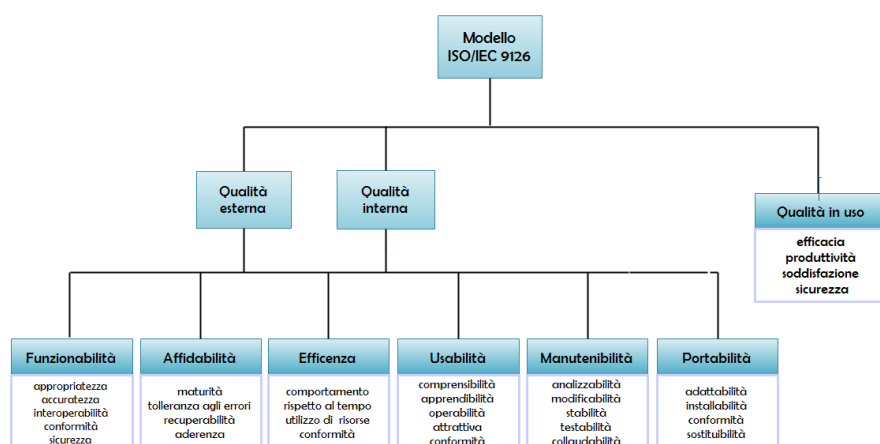 Modello
ISO/IEC 9126
Qualità
esterna
Qualità
interna
Qualità in uso
efficacia
produttività
soddisfazione
sicurezza
Funzionabilità
appropriatezza
accuratezza
interoperabilità
conformità
sicurezza
Affidabilità
maturità
tolleranza agli errori
recuperabilità
aderenza
Efficenza
comportamento
rispetto al tempo
utilizzo di risorse
conformità
Usabilità
comprensibilità
apprendibilità
operabilità
attrattiva
conformità
Manutenibilità
analizzabilità
modificabilità
stabilità
testabilità
collaudabilità
Portabilità
adattabilità
installabilità
conformità
sostituibilità